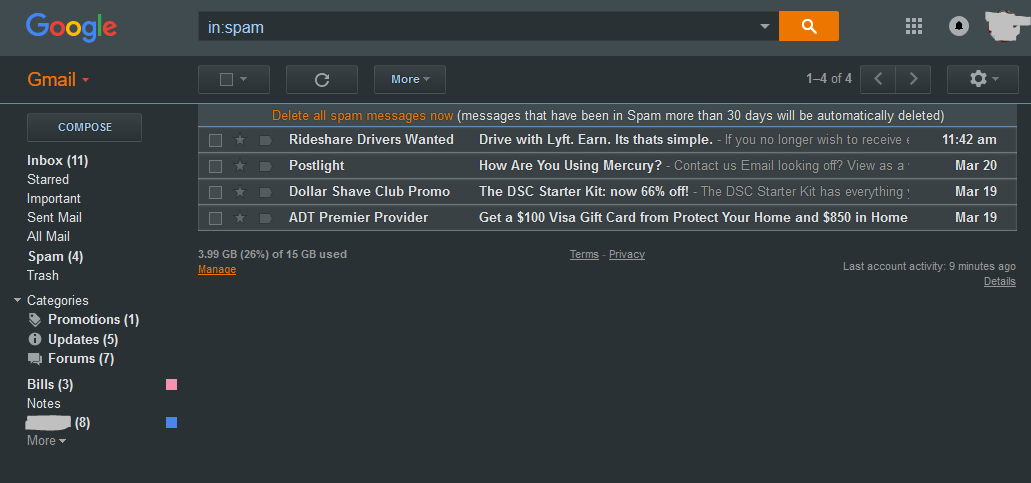 Google
in:spam
Gmail
More
1–4 of 4
Delete all spam messages now (messages that have been in Spam more than 30 days will be automatically deleted)
COMPOSE
Inbox (11)
Starred
Important
Sent Mail
All Mail
Spam (4)
Trash
Categories
Promotions (1)
Updates (5)
Forums (7)
Bills (3)
Notes
(8)
More
Rideshare Drivers Wanted Drive with Lyft. Earn. Its thats simple. - If you no longer wish to receive 11:42 am
Postlight How Are You Using Mercury? - Contact us Email looking off? View as a Mar 20
Dollar Shave Club Promo The DSC Starter Kit: now 66% off! - The DSC Starter Kit has everything Mar 19
ADT Premier Provider Get a $100 Visa Gift Card from Protect Your Home and $850 in Home Mar 19
3.99 GB (26%) of 15 GB used
Manage
Terms - Privacy
Last account activity: 9 minutes ago
Details